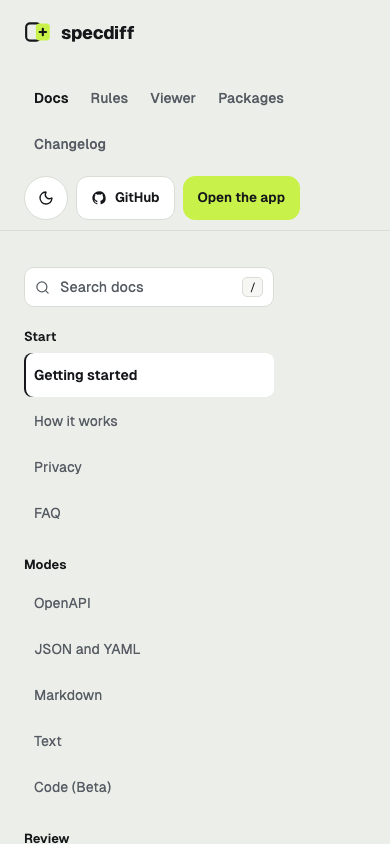 specdiff
Docs Rules Viewer Packages
Changelog
GitHub Open the app
Search docs /
Start
Getting started
How it works
Privacy
FAQ
Modes
OpenAPI
JSON and YAML
Markdown
Text
Code (Beta)
Review